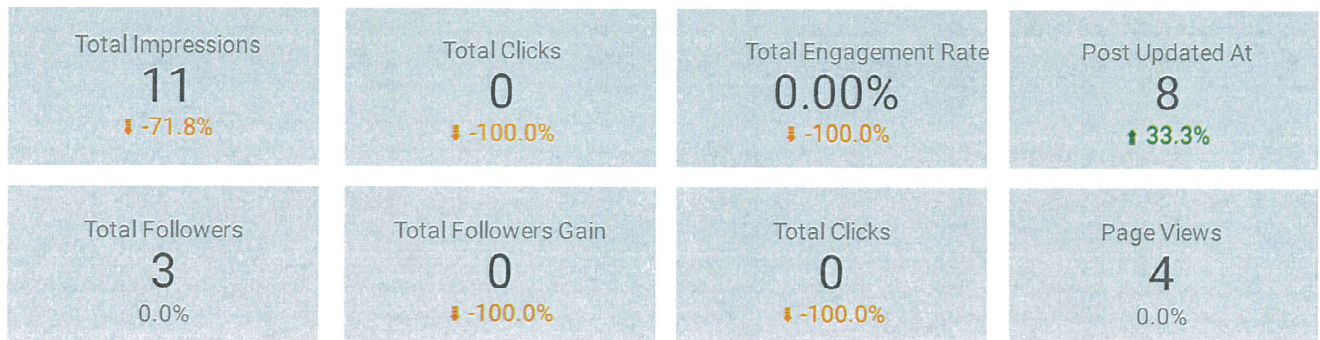 Total Impressions
11
-71.8%
Total Clicks
0
-100.0%
Total Engagement Rate
0.00%
-100.0%
Post Updated At
8
33.3%
Total Followers
3
0.0%
Total Followers Gain
0
-100.0%
Total Clicks
0
-100.0%
Page Views
4
0.0%